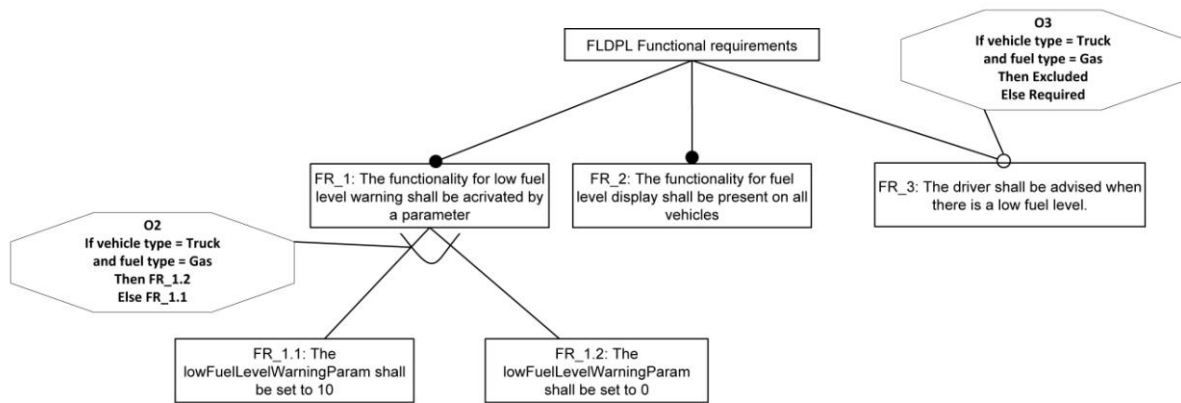 FLDPL Functional requirements
O3
If vehicle type = Truck
and fuel type = Gas
Then Excluded
Else Required
FR_1: The functionality for low fuel
level warning shall be acrivated by
a parameter
FR_2: The functionality for fuel
level display shall be present on all
vehicles
FR_3: The driver shall be advised when
there is a low fuel level.
O2
If vehicle type = Truck
and fuel type = Gas
Then FR_1.2
Else FR_1.1
FR_1.1: The
lowFuelLevelWarningParam shall
be set to 10
FR_1.2: The
lowFuelLevelWarningParam
shall be set to 0